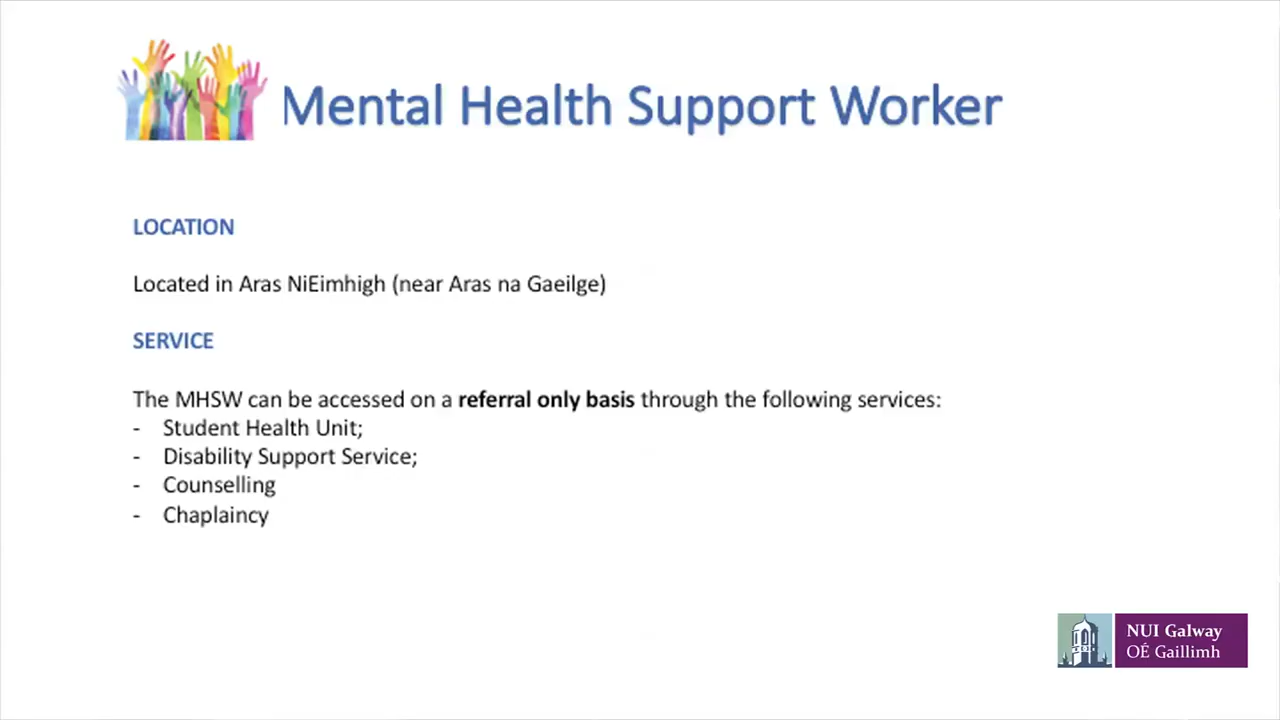 Mental Health Support Worker
LOCATION
Located in Aras NiEimhigh (near Aras na Gaeilge)
SERVICE
The MHSW can be accessed on a referral only basis through the following services:
- Student Health Unit;
- Disability Support Service;
- Counselling
- Chaplaincy
NUI Galway
OÉ Gaillimh